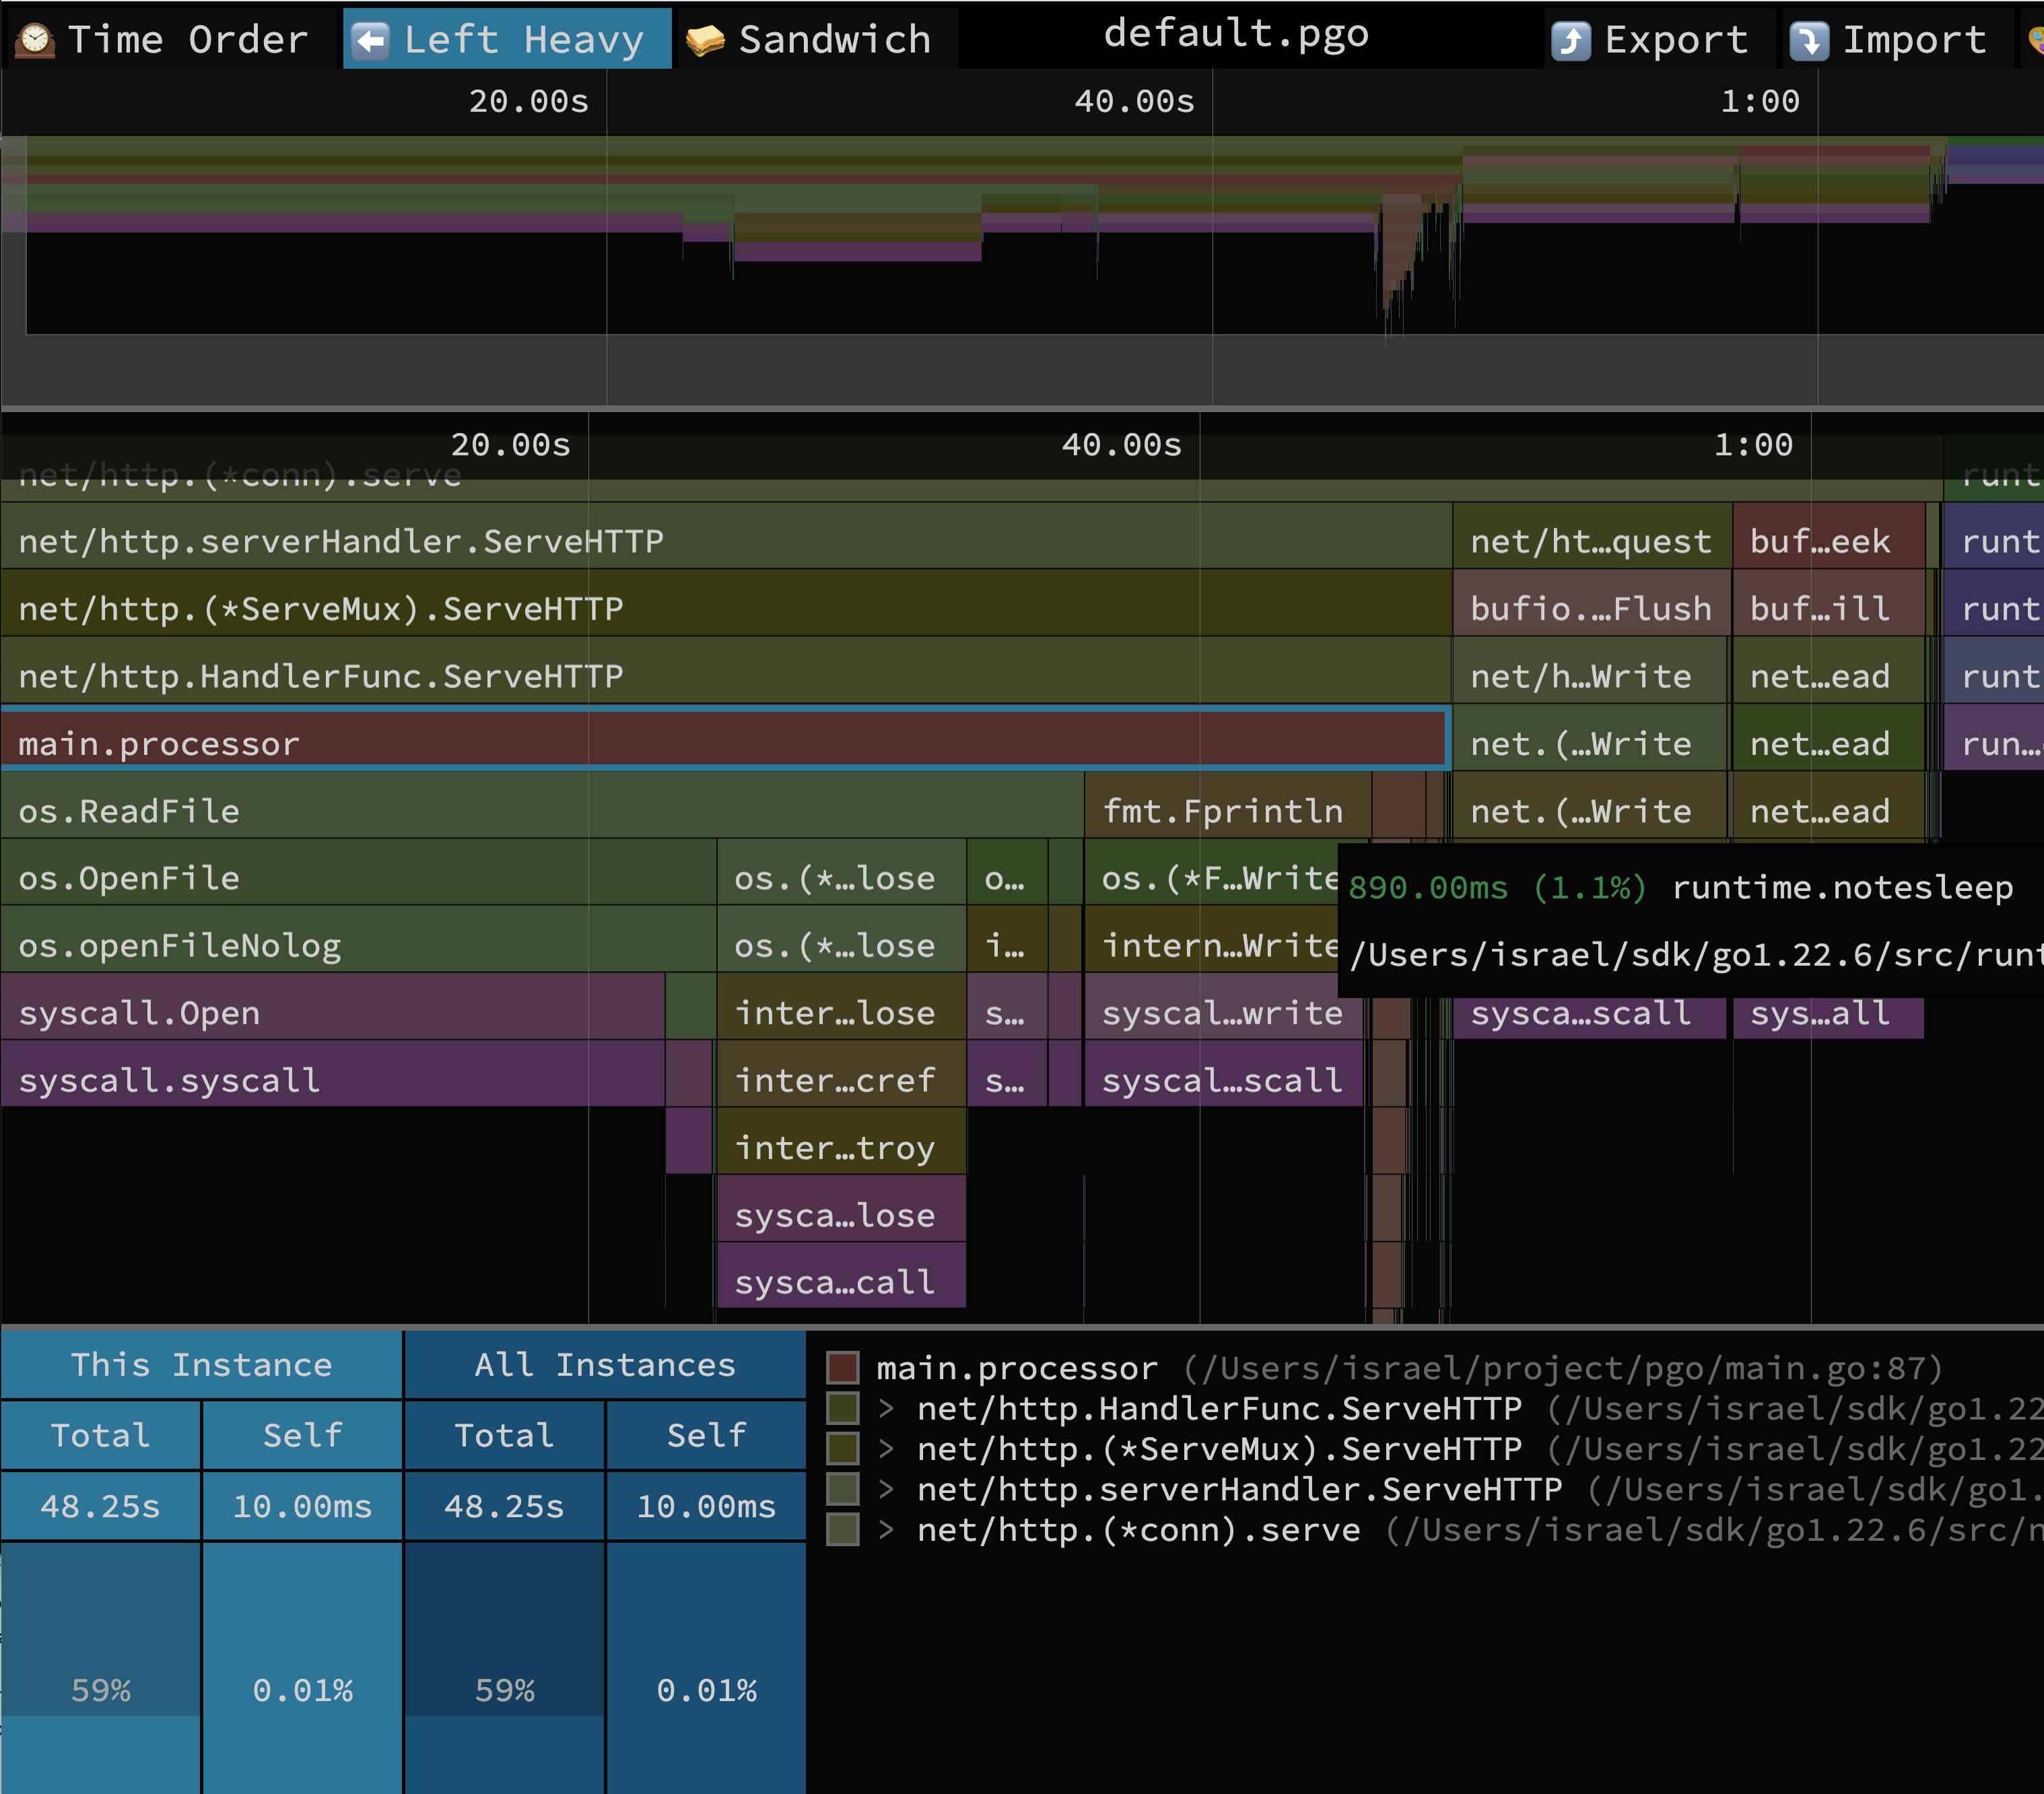 Time Order Left Heavy Sandwich default.pgo Export Import
20.00s 40.00s 1:00
20.00s 40.00s 1:00
net/http.(*conn).serve runt
net/http.serverHandler.ServeHTTP net/ht…quest buf…eek runt
net/http.(*ServeMux).ServeHTTP bufio.…Flush buf…ill runt
net/http.HandlerFunc.ServeHTTP net/h…Write net…ead runt
main.processor net.(…Write net…ead run…
os.ReadFile fmt.Fprintln net.(…Write net…ead
os.OpenFile os.(*…lose o… os.(*F…Write
890.00ms (1.1%) runtime.notesleep
os.openFileNolog os.(*…lose i… intern…Write
/Users/israel/sdk/go1.22.6/src/runt
syscall.Open inter…lose s… syscal…write sysca…scall sys…all
syscall.syscall inter…cref s… syscal…scall
inter…troy
sysca…lose
sysca…call
This Instance All Instances
Total Self Total Self
48.25s 10.00ms 48.25s 10.00ms
59% 0.01% 59% 0.01%
main.processor (/Users/israel/project/pgo/main.go:87)
> net/http.HandlerFunc.ServeHTTP (/Users/israel/sdk/go1.22
> net/http.(*ServeMux).ServeHTTP (/Users/israel/sdk/go1.22
> net/http.serverHandler.ServeHTTP (/Users/israel/sdk/go1.
> net/http.(*conn).serve (/Users/israel/sdk/go1.22.6/src/n